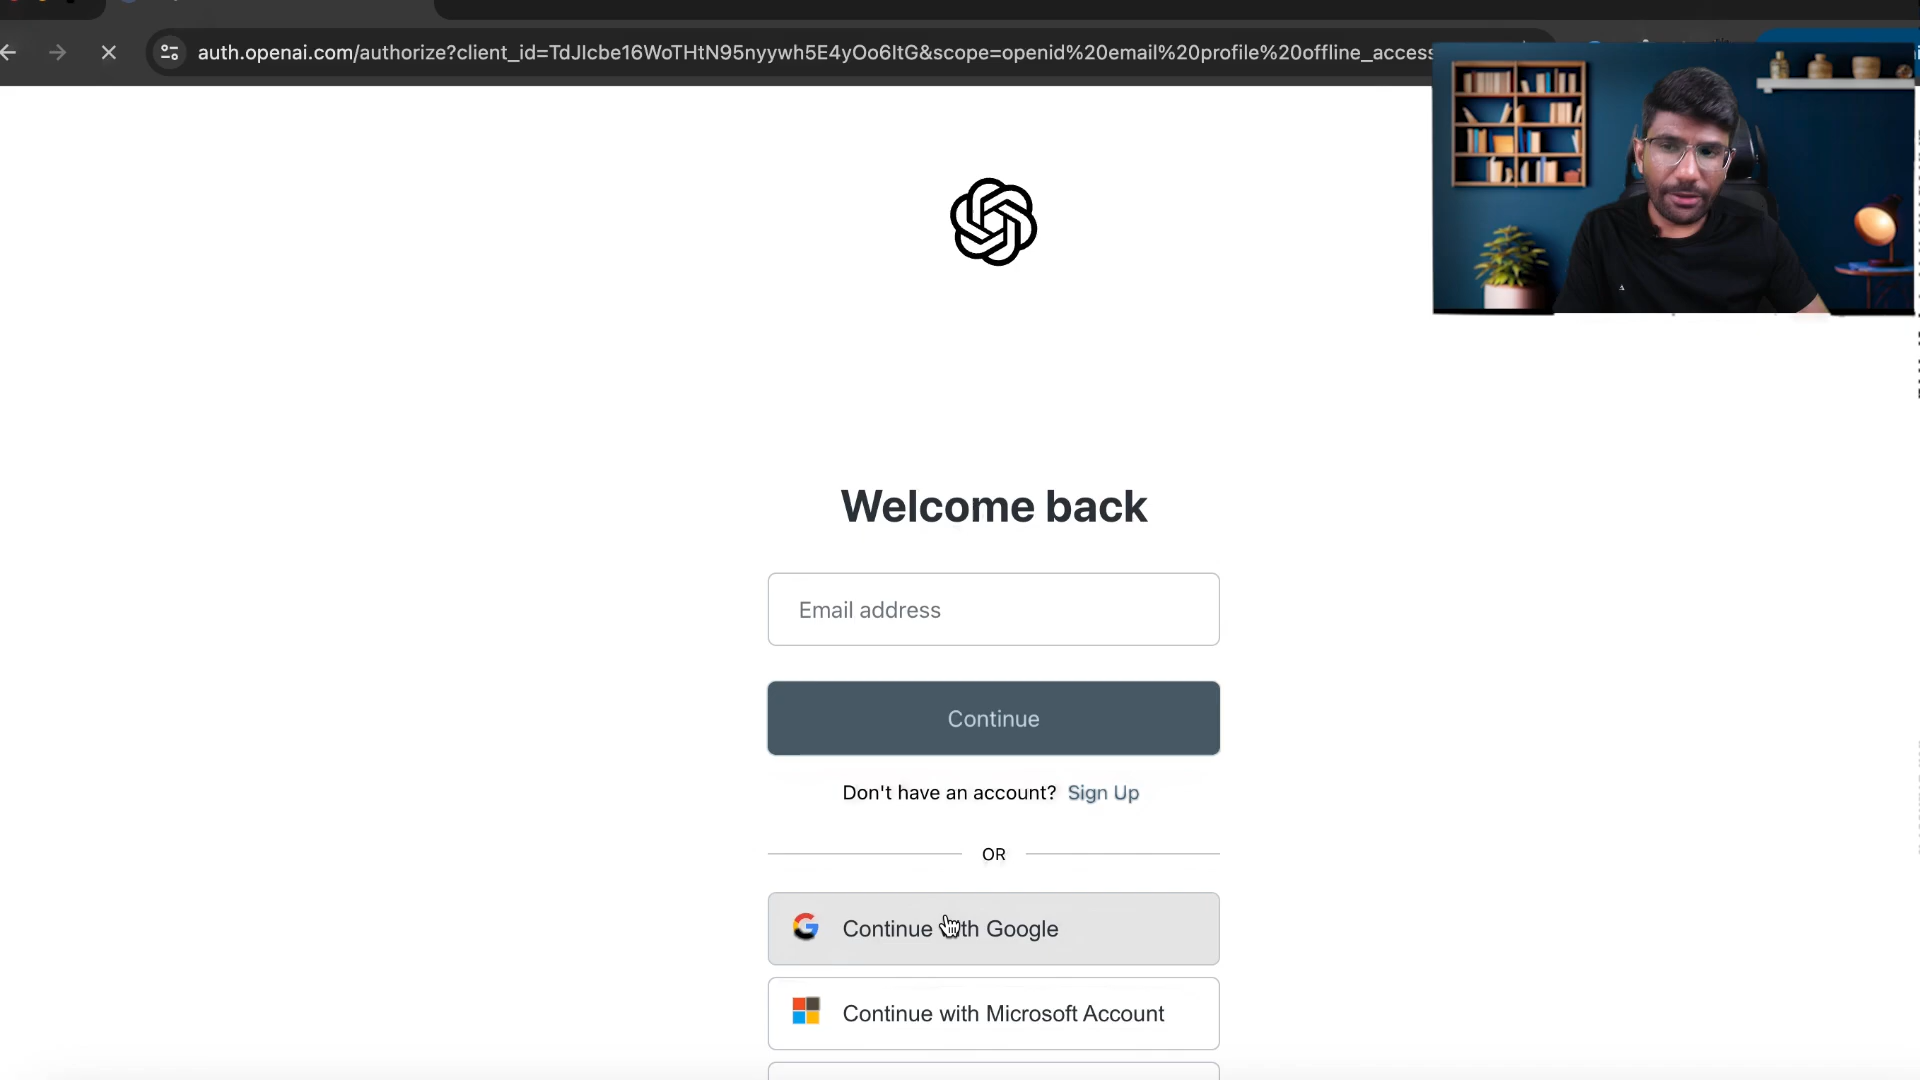 auth.openai.com/authorize?client_id=TdJIcbe16WoTHtN95nyywh5E4yOo6ItG&scope=openid%20email%20profile%20offline_access
Welcome back
Email address
Continue
Don't have an account? Sign Up
OR
Continue with Google
Continue with Microsoft Account